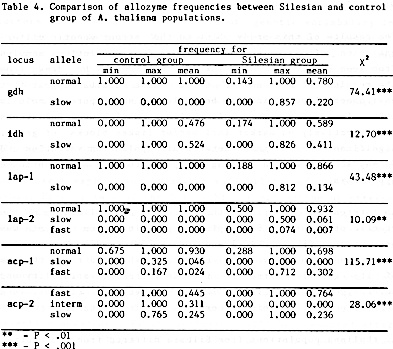 Table 4. Comparison of allozyme frequencies between Silesian and control
group of A. thaliana populations.
frequency for
locus allele control group Silesian group χ²
min max mean min max mean
normal 1.000 1.000 1.000 0.143 1.000 0.780
gdh 74.41***
slow 0.000 0.000 0.000 0.000 0.857 0.220
normal 0.000 1.000 0.476 0.174 1.000 0.589
idh 12.70***
slow 0.000 1.000 0.524 0.000 0.826 0.411
normal 1.000 1.000 1.000 0.188 1.000 0.866
lap-1 43.48***
slow 0.000 0.000 0.000 0.000 0.812 0.134
normal 1.000 1.000 1.000 0.500 1.000 0.932
lap-2 slow 0.000 0.000 0.000 0.000 0.500 0.061 10.09**
fast 0.000 0.000 0.000 0.000 0.074 0.007
normal 0.675 1.000 0.930 0.288 1.000 0.698
acp-1 slow 0.000 0.325 0.046 0.000 0.000 0.000 115.71***
fast 0.000 0.167 0.024 0.000 0.712 0.302
fast 0.000 1.000 0.445 0.000 1.000 0.764
acp-2 interm 0.000 1.000 0.311 0.000 0.000 0.000 28.06***
slow 0.000 0.765 0.245 0.000 1.000 0.236
** - P < .01
*** - P < .001